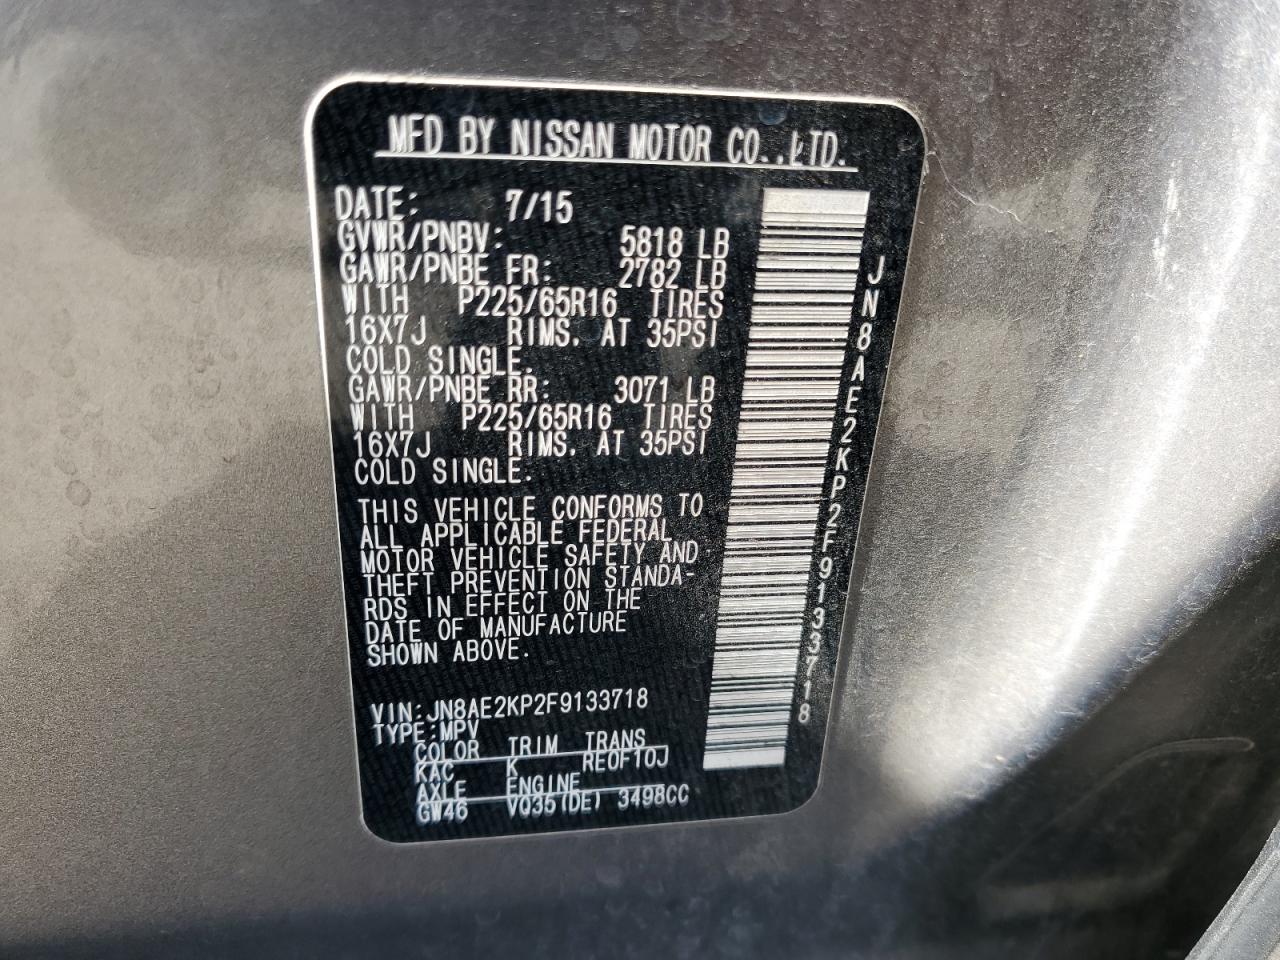 MFD BY NISSAN MOTOR CO.,LTD.
DATE: 7/15
GVWR/PNBV: 5818 LB
GAWR/PNBE FR: 2782 LB
WITH P225/65R16 TIRES
16X7J RIMS. AT 35PSI
COLD SINGLE.
GAWR/PNBE RR: 3071 LB
WITH P225/65R16 TIRES
16X7J RIMS. AT 35PSI
COLD SINGLE.
THIS VEHICLE CONFORMS TO
ALL APPLICABLE FEDERAL
MOTOR VEHICLE SAFETY AND
THEFT PREVENTION STANDA-
RDS IN EFFECT ON THE
DATE OF MANUFACTURE
SHOWN ABOVE.
VIN:JN8AE2KP2F9133718
TYPE:MPV
COLOR TRIM TRANS
KAC K RE0F10J
AXLE ENGINE
GW46 VQ35(DE) 3498CC
JN8AE2KP2F9133718